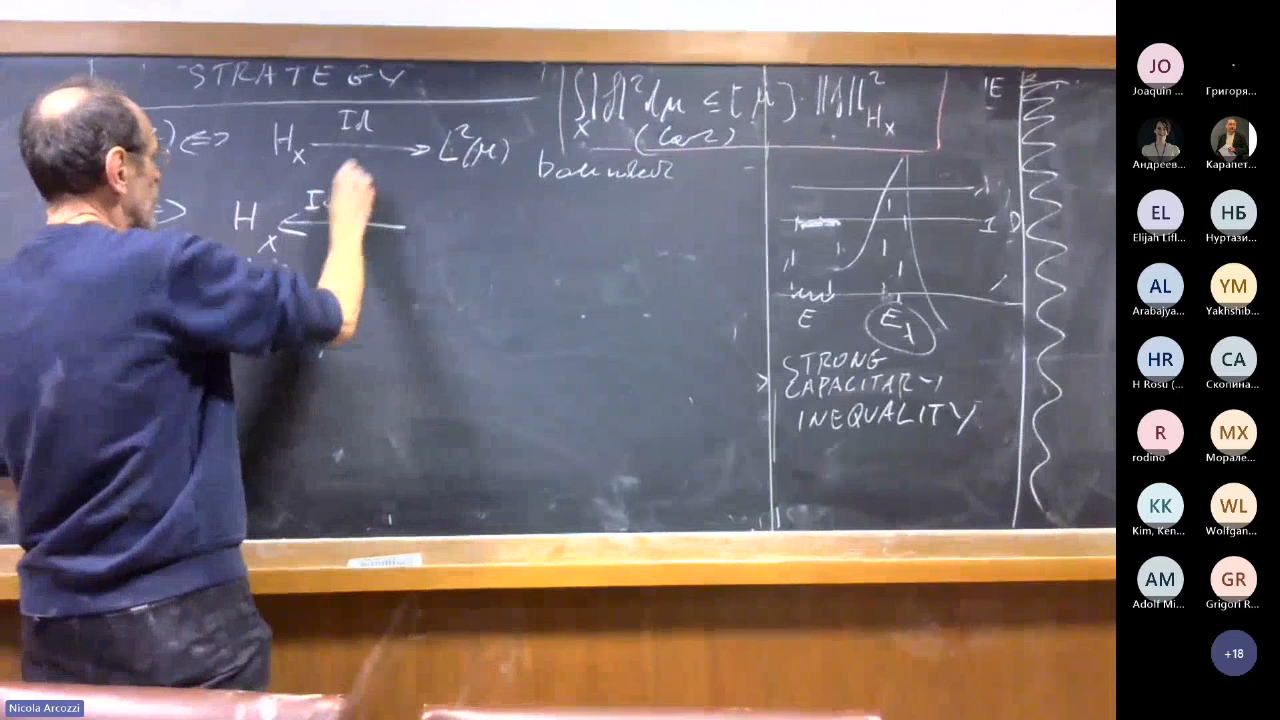 STRATEGY
∫_X |f|² dμ ≤ [μ] · ||f||²_{H_X}
(Car)
) ⇔ H_X —Id→ L²(μ) bounded
⇒ H_X ←
E
I
E
E
STRONG
CAPACITARY
INEQUALITY
JO
Joaquin ...
Григоря...
Андреев...
Карапет...
EL
Elijah Lifl...
НБ
Нуртази...
AL
Arabajya...
YM
Yakhshib...
HR
H Rosu (...
CA
Скопина...
R
rodino
MX
Морале...
KK
Kim, Ken...
WL
Wolfgan...
AM
Adolf Mi...
GR
Grigori R...
+18
Nicola Arcozzi